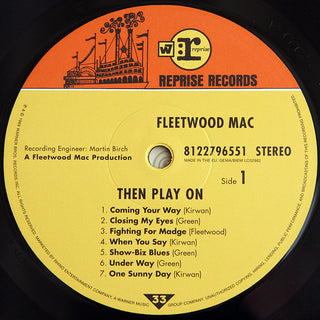 W
r reprise
REPRISE RECORDS
FLEETWOOD MAC
Recording Engineer: Martin Birch
A Fleetwood Mac Production
8122796551 STEREO
MADE IN THE EU.
Side 1
THEN PLAY ON
1. Coming Your Way (Kirwan)
2. Closing My Eyes (Green)
3. Fighting For Madge (Fleetwood)
4. When You Say (Kirwan)
5. Show-Biz Blues (Green)
6. Under Way (Green)
7. One Sunny Day (Kirwan)
33